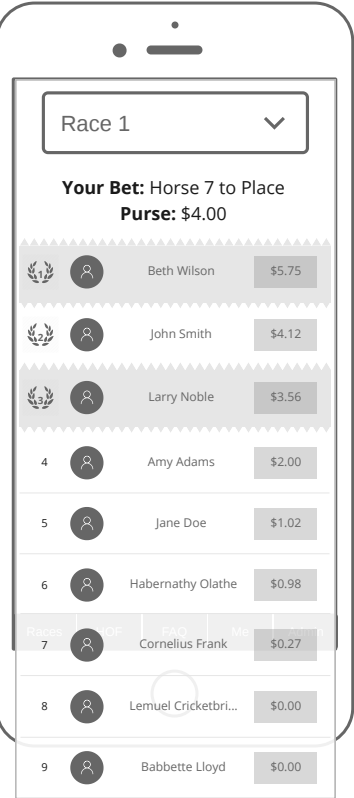 Race 1
Your Bet: Horse 7 to Place
Purse: $4.00
1 Beth Wilson $5.75
2 John Smith $4.12
3 Larry Noble $3.56
4 Amy Adams $2.00
5 Jane Doe $1.02
6 Habernathy Olathe $0.98
Races HOF FAQ Me
7 Cornelius Frank $0.27
8 Lemuel Cricketbri... $0.00
9 Babbette Lloyd $0.00